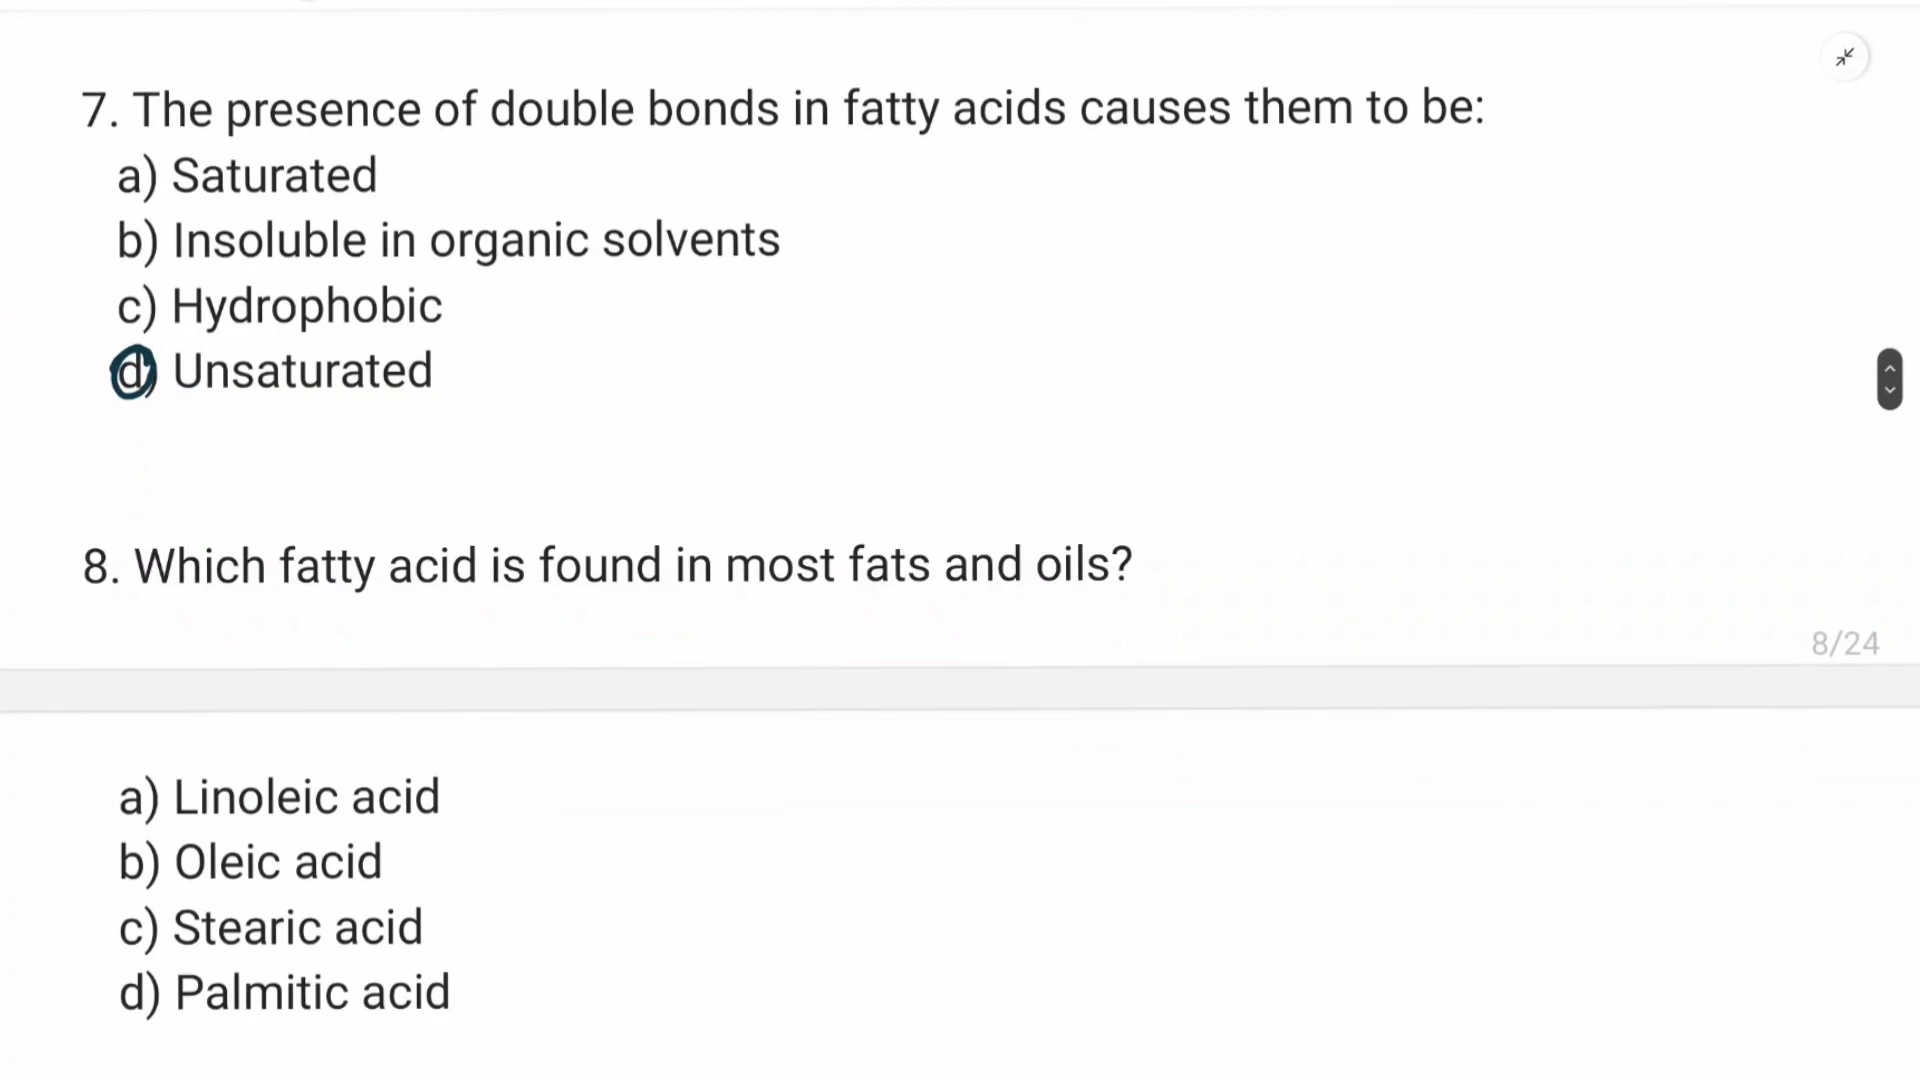 7. The presence of double bonds in fatty acids causes them to be:
a) Saturated
b) Insoluble in organic solvents
c) Hydrophobic
d) Unsaturated
8. Which fatty acid is found in most fats and oils?
8/24
a) Linoleic acid
b) Oleic acid
c) Stearic acid
d) Palmitic acid